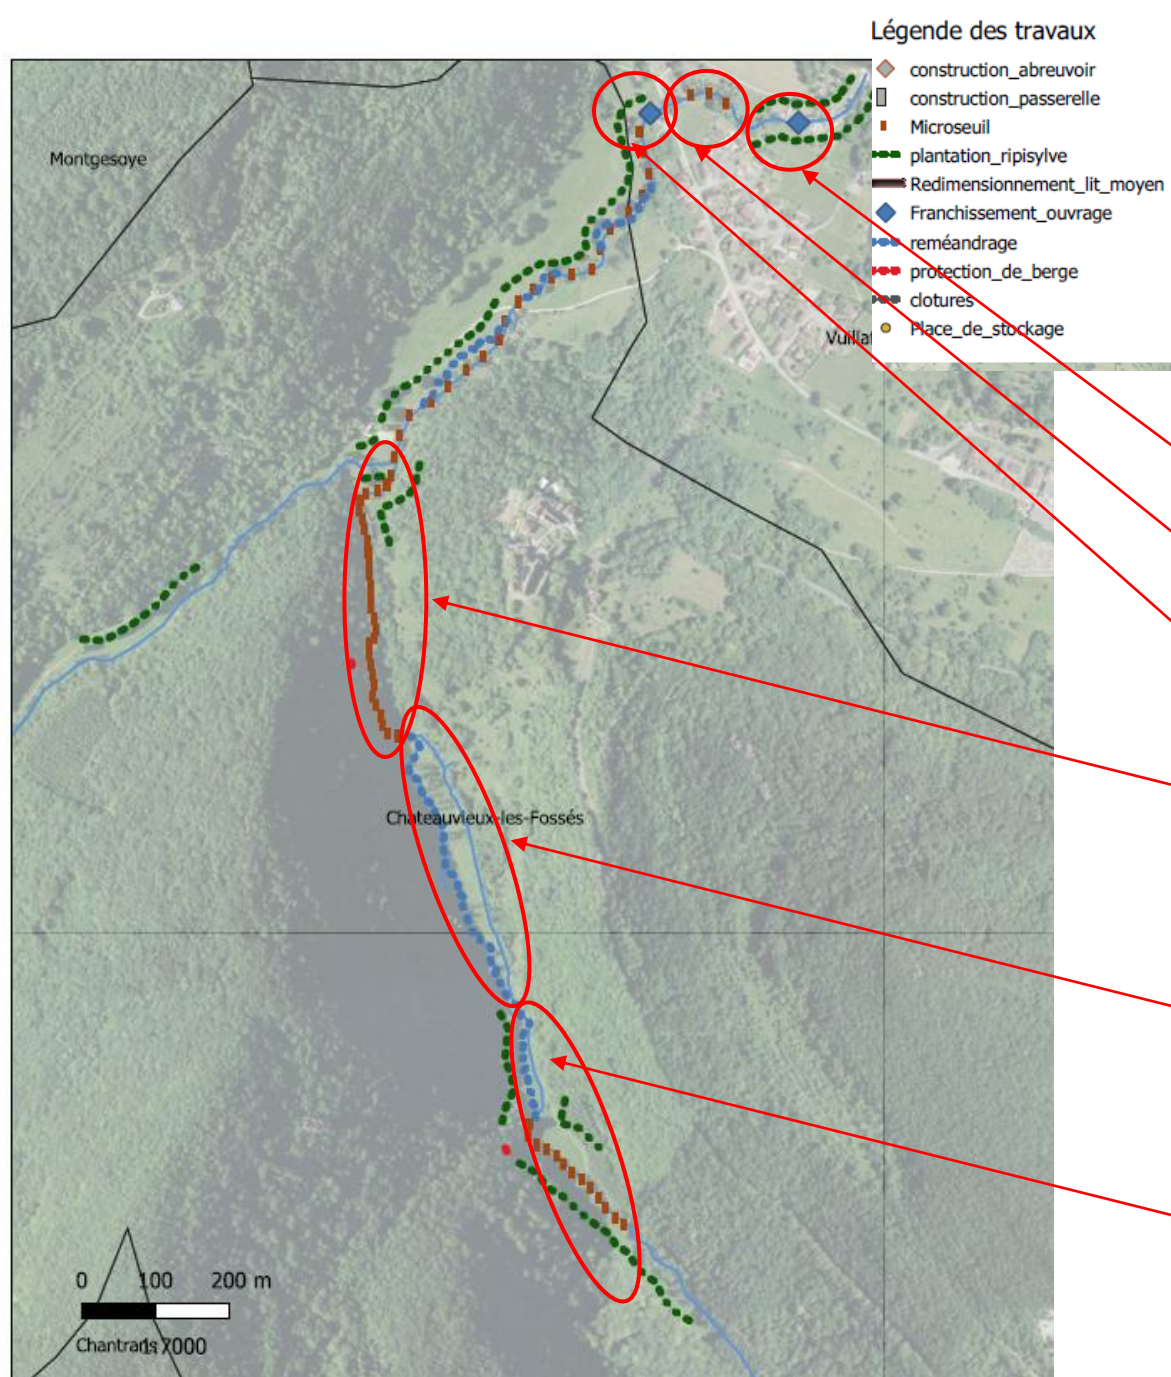 Légende des travaux
construction_abreuvoir
construction_passerelle
Microseuil
plantation_ripisylve
Redimensionnement_lit_moyen
Franchissement_ouvrage
reméandrage
protection_de_berge
clotures
Place_de_stockage
Montgesoye
Vuillaf
Chateauvieux-les-Fossés
0 100 200 m
Chantrans
1:7000